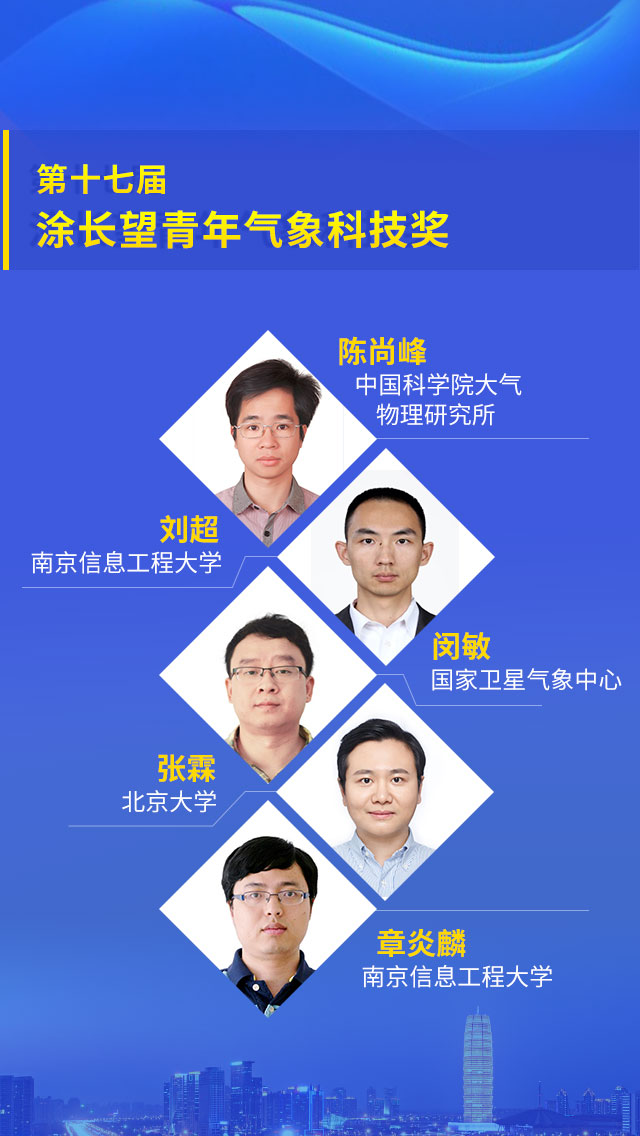 第十七届
涂长望青年气象科技奖
陈尚峰
中国科学院大气
物理研究所
刘超
南京信息工程大学
闵敏
国家卫星气象中心
张霖
北京大学
章炎麟
南京信息工程大学